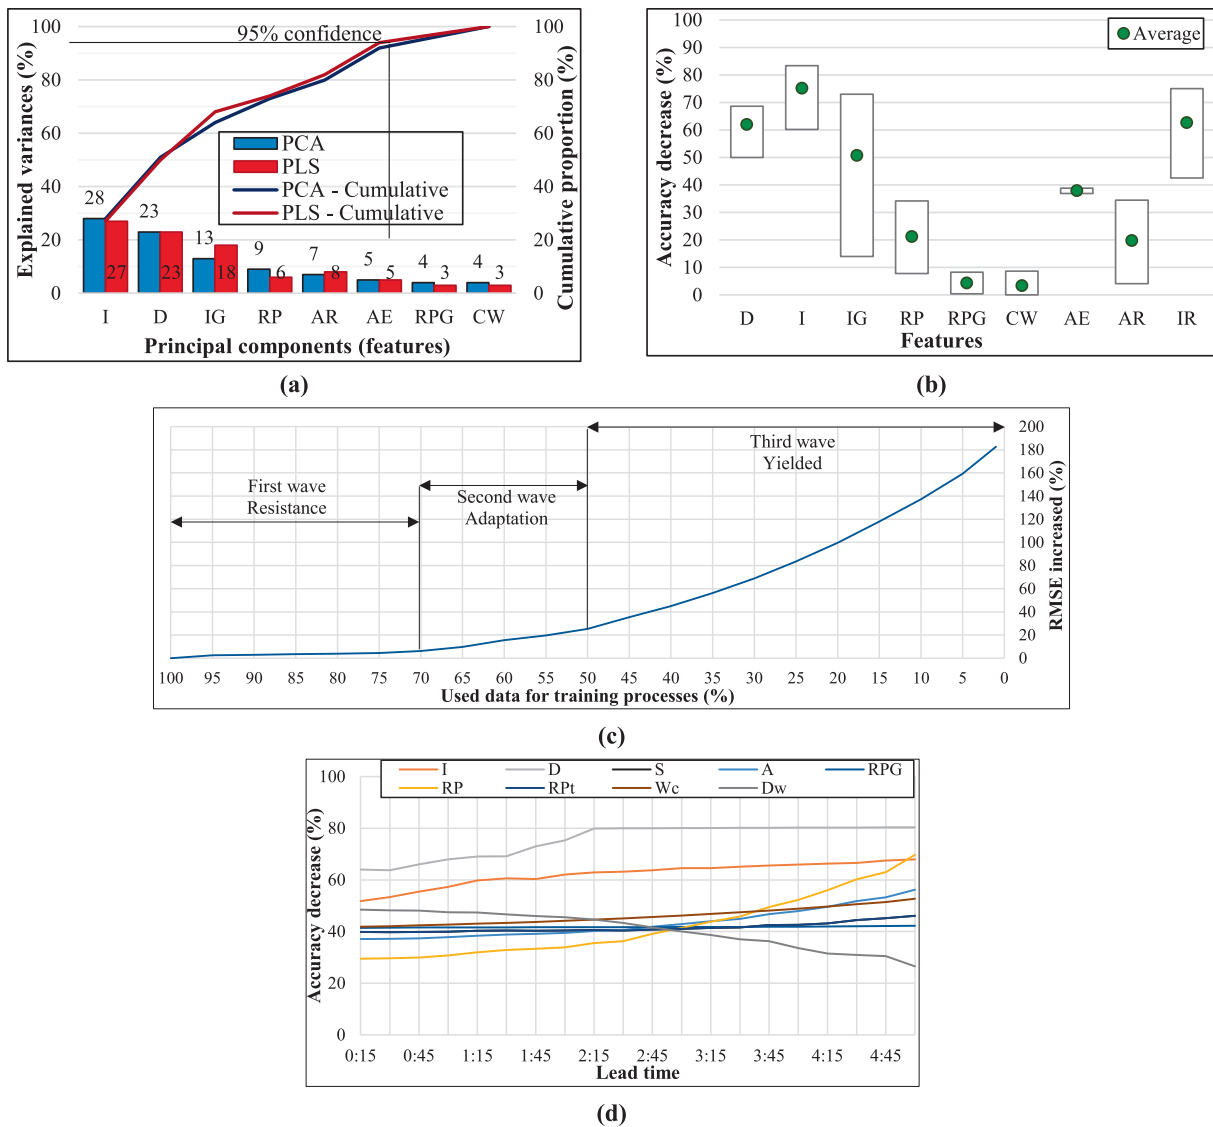 95% confidence
Explained variances (%)
Cumulative proportion (%)
100
80
60
40
20
0
100
80
60
40
20
0
PCA
PLS
PCA - Cumulative
PLS - Cumulative
28 23 13 9 7 5 4 4
27 23 18 6 8 5 3 3
I D IG RP AR AE RPG CW
Principal components (features)
(a)
Accuracy decrease (%)
100
90
80
70
60
50
40
30
20
10
0
Average
D I IG RP RPG CW AE AR IR
Features
(b)
First wave
Resistance
Second wave
Adaptation
Third wave
Yielded
200
180
160
140
120
100
80
60
40
20
0
RMSE increased (%)
100 95 90 85 80 75 70 65 60 55 50 45 40 35 30 25 20 15 10 5 0
Used data for training processes (%)
(c)
I D S A RPG
RP RPt Wc Dw
Accuracy decrease (%)
100
80
60
40
20
0
0:15 0:45 1:15 1:45 2:15 2:45 3:15 3:45 4:15 4:45
Lead time
(d)